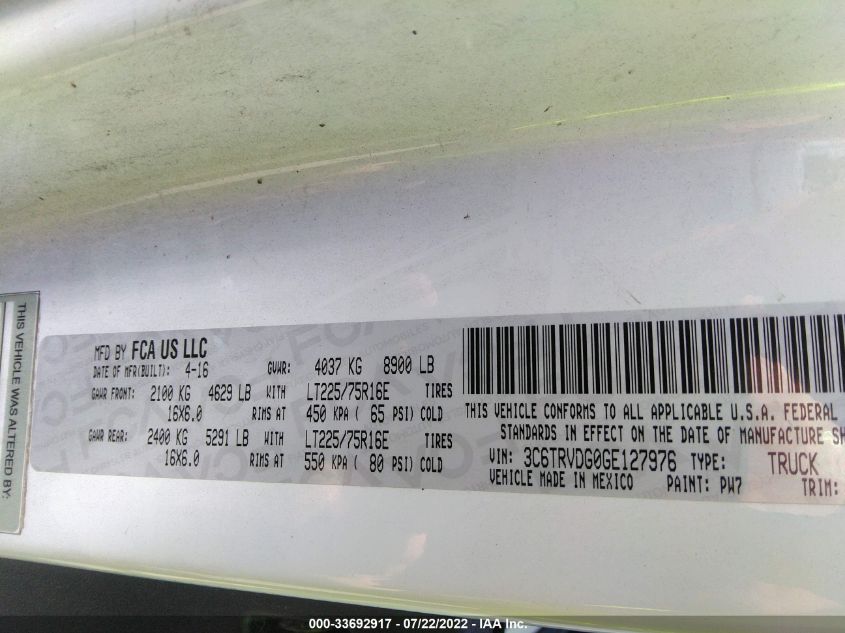 THIS VEHICLE WAS ALTERED BY:
MFD BY FCA US LLC
DATE OF MFR(BUILT): 4-16 GVWR: 4037 KG 8900 LB
GAWR FRONT: 2100 KG 4629 LB WITH LT225/75R16E TIRES
16X6.0 RIMS AT 450 KPA ( 65 PSI) COLD
GAWR REAR: 2400 KG 5291 LB WITH LT225/75R16E TIRES
16X6.0 RIMS AT 550 KPA ( 80 PSI) COLD
THIS VEHICLE CONFORMS TO ALL APPLICABLE U.S.A. FEDERAL
STANDARDS IN EFFECT ON THE DATE OF MANUFACTURE SH
VIN: 3C6TRVDG0GE127976 TYPE: TRUCK
VEHICLE MADE IN MEXICO PAINT: PW7 TRIM:
000-33692917 - 07/22/2022 - IAA Inc.